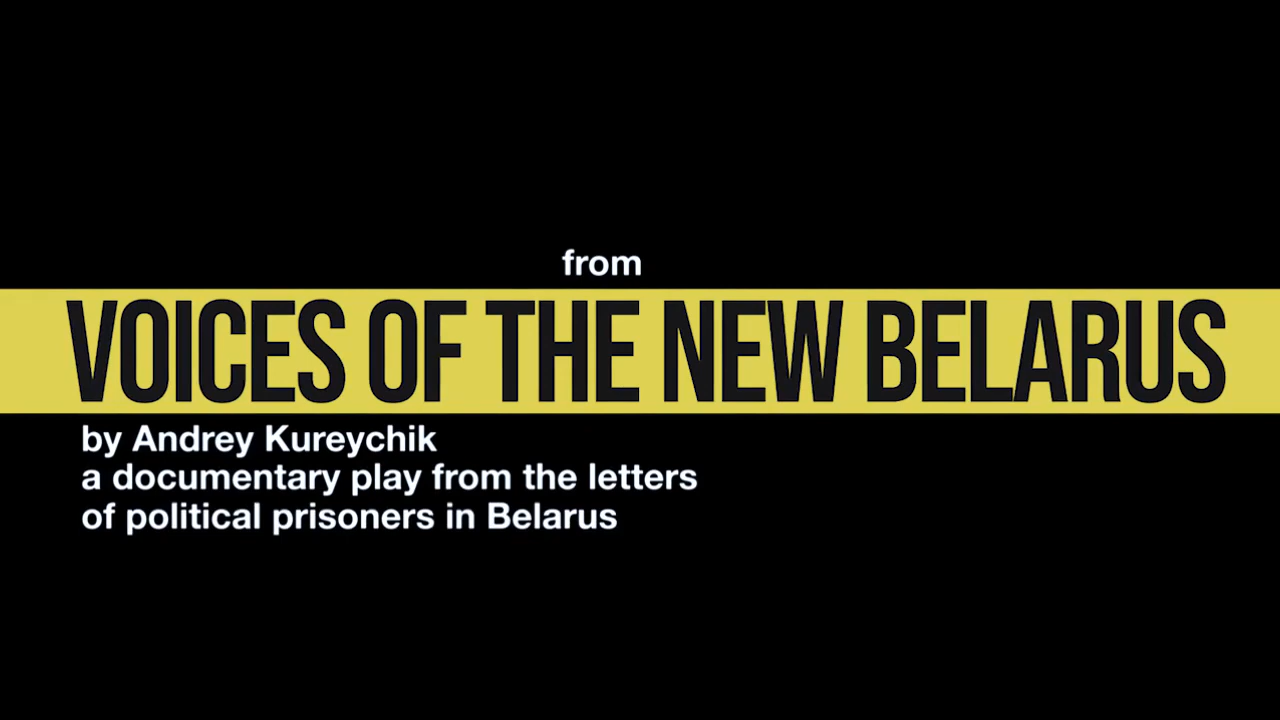 from
VOICES OF THE NEW BELARUS
by Andrey Kureychik
a documentary play from the letters
of political prisoners in Belarus